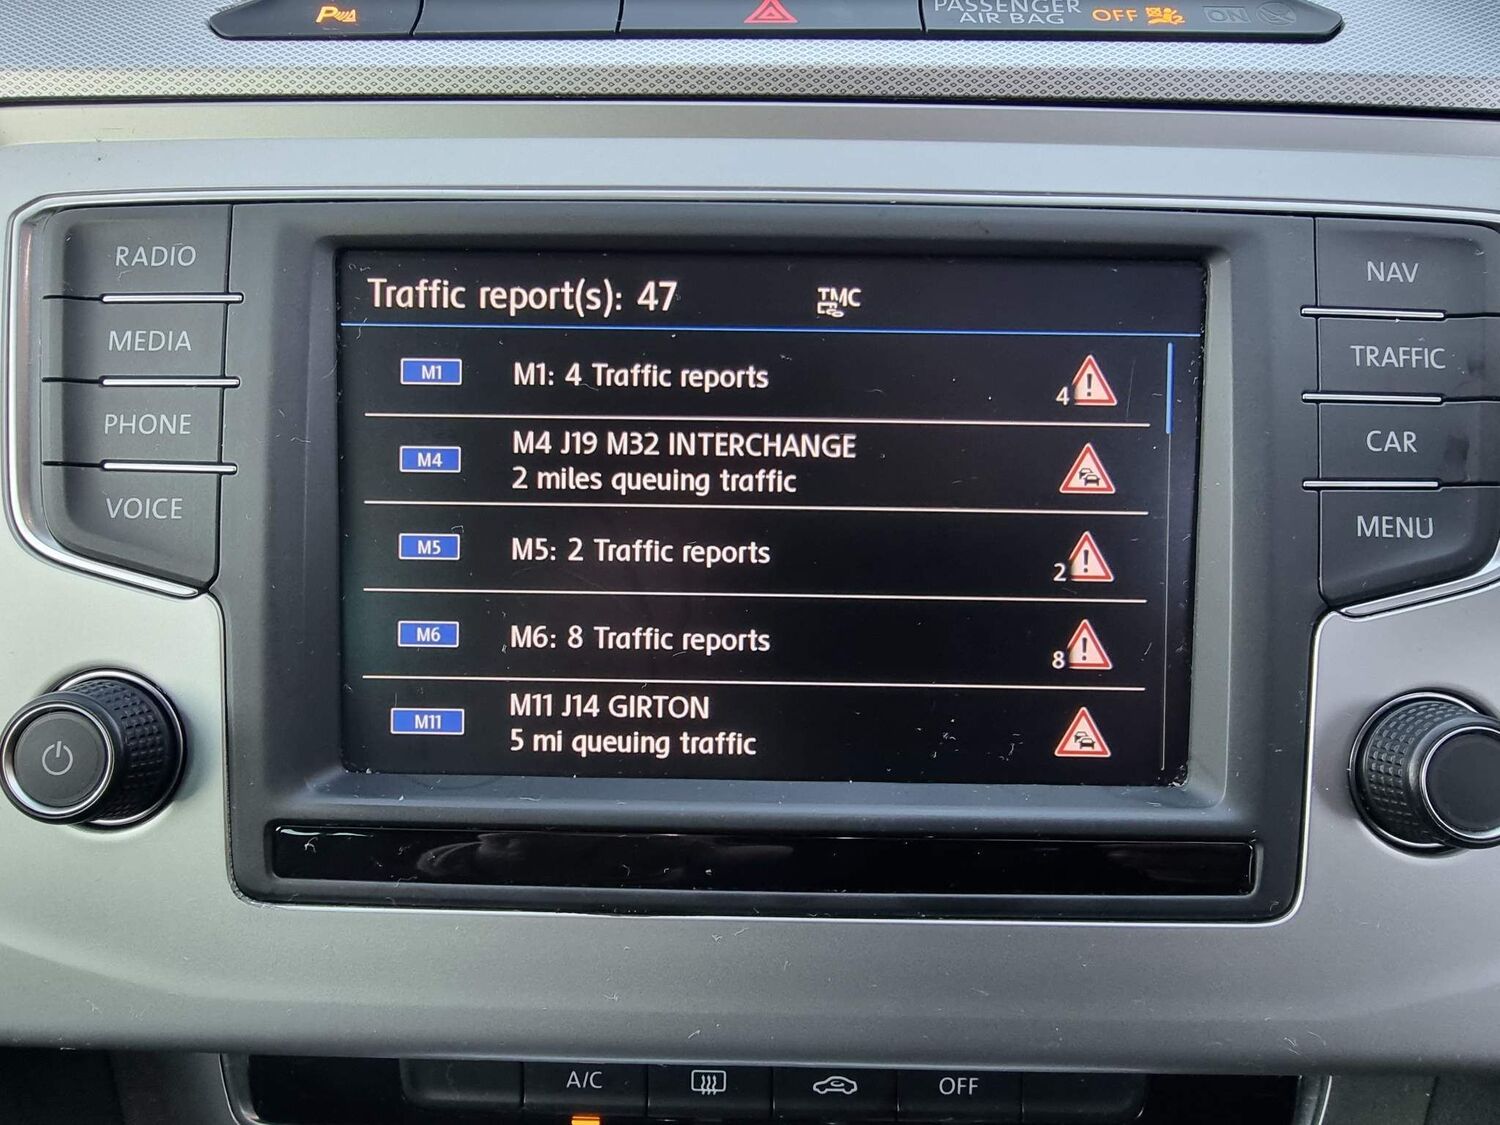 P
PASSENGER
AIR BAG OFF ON
RADIO
MEDIA
PHONE
VOICE
Traffic report(s): 47 TMC
M1 M1: 4 Traffic reports 4
M4 M4 J19 M32 INTERCHANGE
2 miles queuing traffic
M5 M5: 2 Traffic reports 2
M6 M6: 8 Traffic reports 8
M11 M11 J14 GIRTON
5 mi queuing traffic
NAV
TRAFFIC
CAR
MENU
A/C OFF